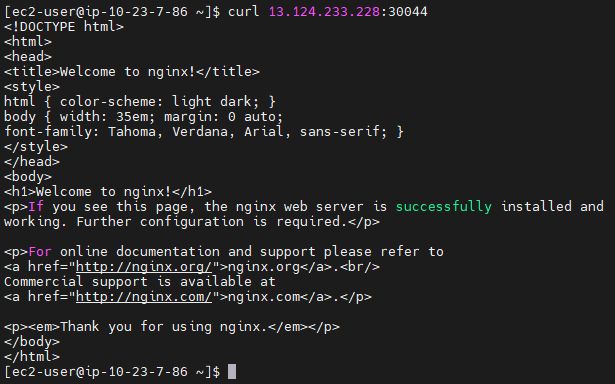 [ec2-user@ip-10-23-7-86 ~]$ curl 13.124.233.228:30044
<!DOCTYPE html>
<html>
<head>
<title>Welcome to nginx!</title>
<style>
html { color-scheme: light dark; }
body { width: 35em; margin: 0 auto;
font-family: Tahoma, Verdana, Arial, sans-serif; }
</style>
</head>
<body>
<h1>Welcome to nginx!</h1>
<p>If you see this page, the nginx web server is successfully installed and
working. Further configuration is required.</p>

<p>For online documentation and support please refer to
<a href="http://nginx.org/">nginx.org</a>.<br/>
Commercial support is available at
<a href="http://nginx.com/">nginx.com</a>.</p>

<p><em>Thank you for using nginx.</em></p>
</body>
</html>
[ec2-user@ip-10-23-7-86 ~]$